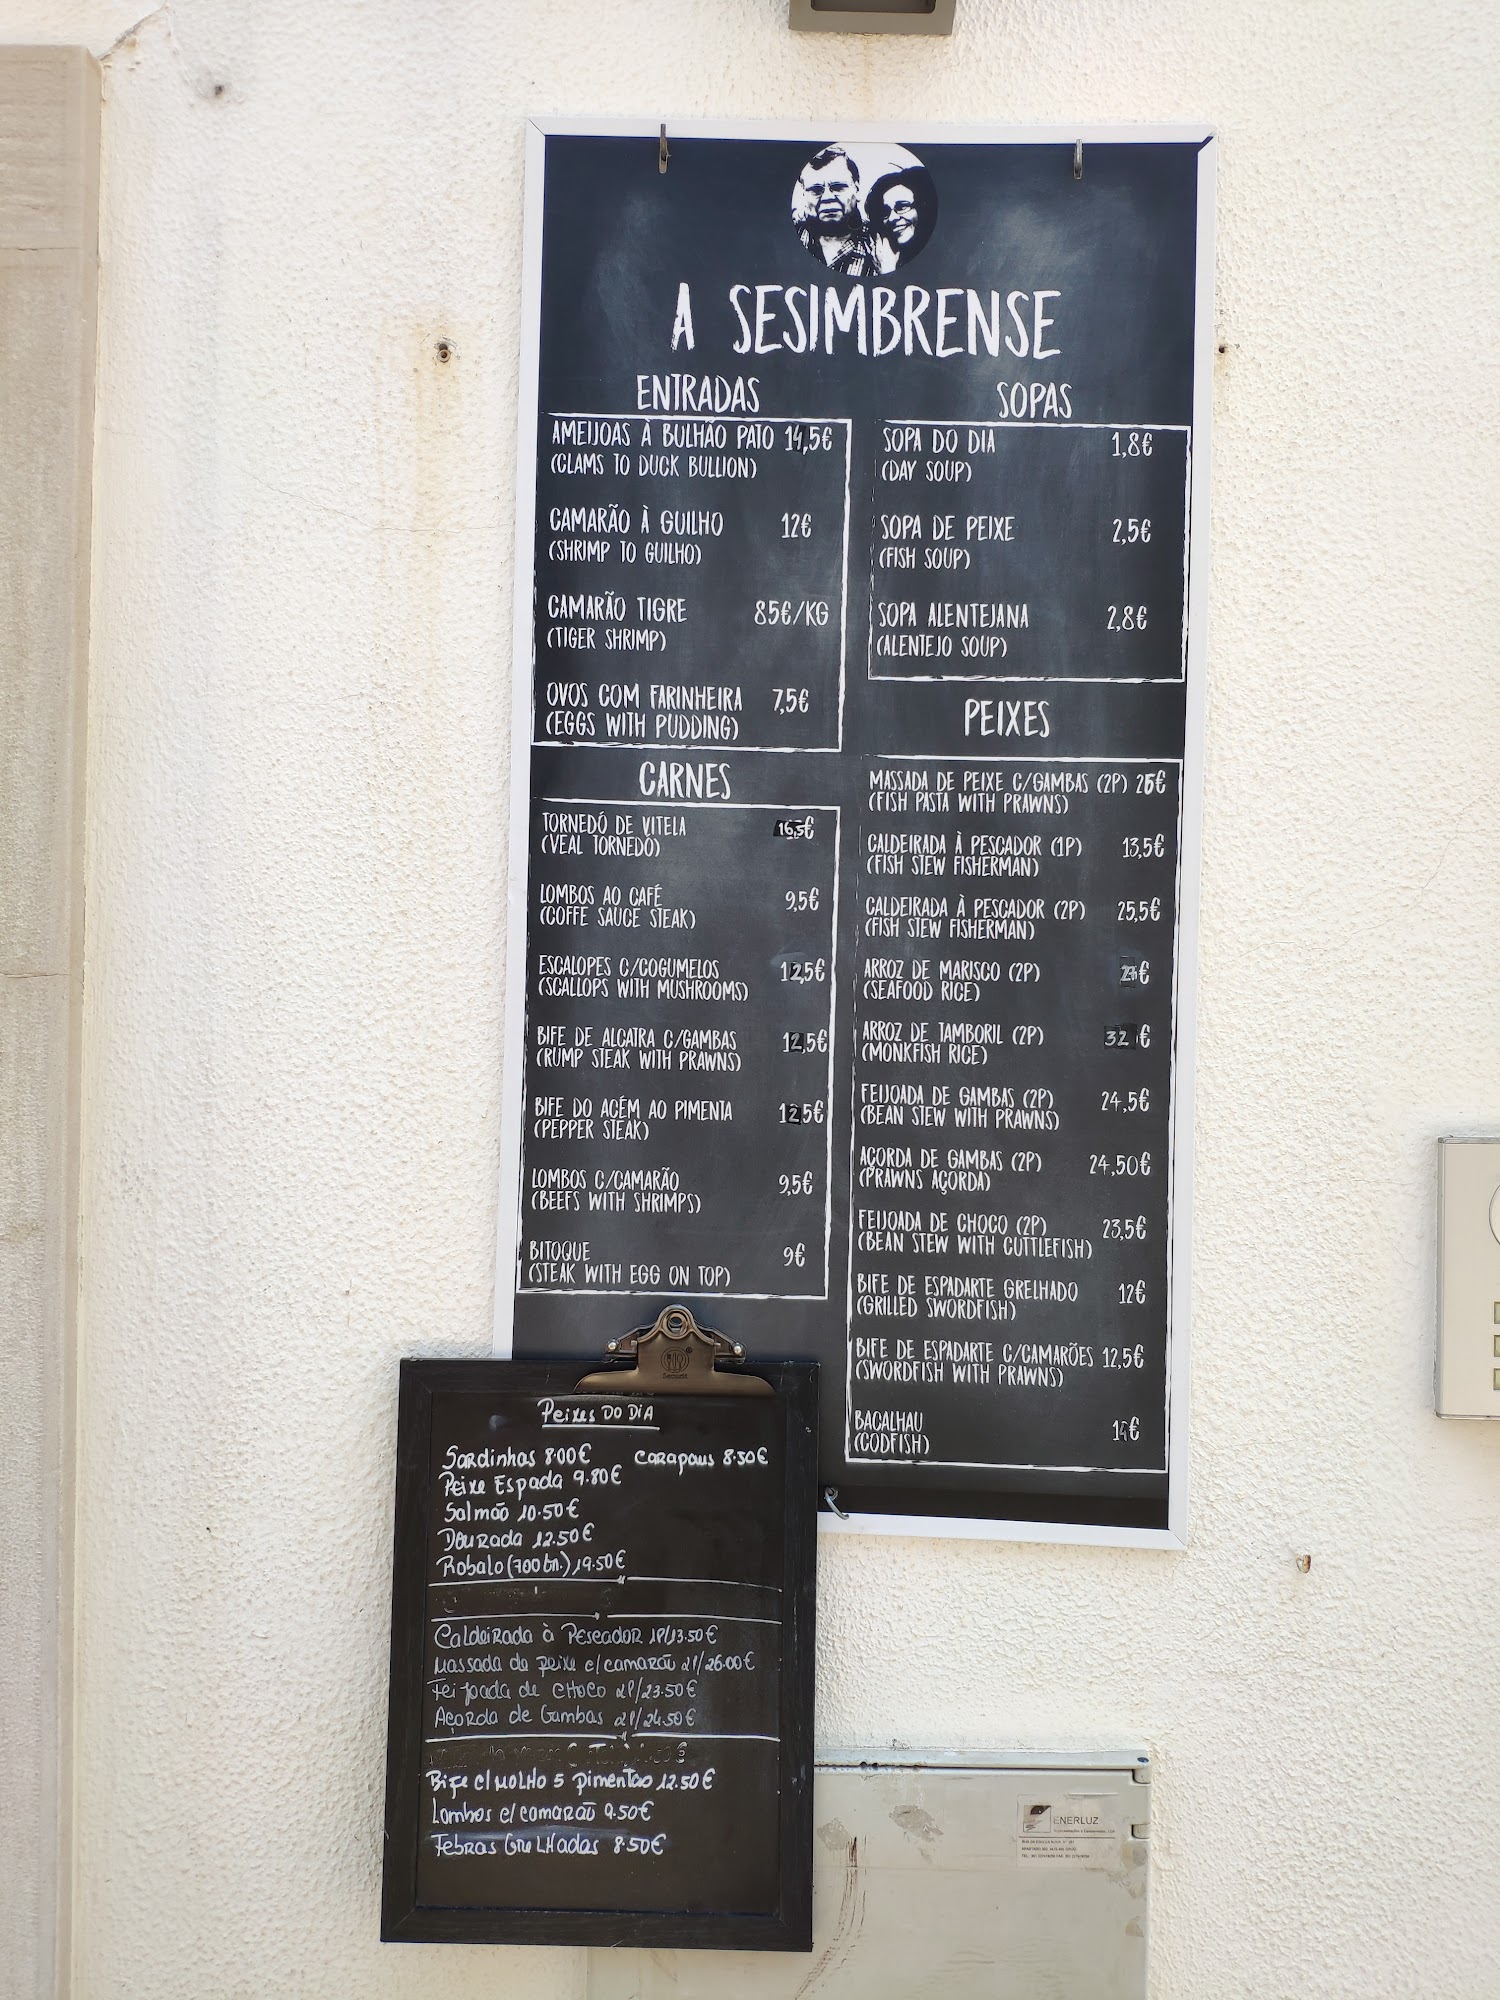 A SESIMBRENSE
ENTRADAS
AMEIJOAS À BULHÃO PATO 14,5€
(CLAMS TO DUCK BULLION)
CAMARÃO À GUILHO 12€
(SHRIMP TO GUILHO)
CAMARÃO TIGRE 85€/KG
(TIGER SHRIMP)
OVOS COM FARINHEIRA 7,5€
(EGGS WITH PUDDING)
CARNES
TORNEDÓ DE VITELA 16,5€
(VEAL TORNEDÓ)
LOMBOS AO CAFÉ 9,5€
(COFFE SAUCE STEAK)
ESCALOPES C/COGUMELOS 12,5€
(SCALLOPS WITH MUSHROOMS)
BIFE DE ALCATRA C/GAMBAS 12,5€
(RUMP STEAK WITH PRAWNS)
BIFE DO ACÉM AO PIMENTA 12,5€
(PEPPER STEAK)
LOMBOS C/CAMARÃO 9,5€
(BEEFS WITH SHRIMPS)
BITOQUE 9€
(STEAK WITH EGG ON TOP)
SOPAS
SOPA DO DIA 1,8€
(DAY SOUP)
SOPA DE PEIXE 2,5€
(FISH SOUP)
SOPA ALENTEJANA 2,8€
(ALENTEJO SOUP)
PEIXES
MASSADA DE PEIXE C/GAMBAS (2P) 26€
(FISH PASTA WITH PRAWNS)
CALDEIRADA À PESCADOR (1P) 13,5€
(FISH STEW FISHERMAN)
CALDEIRADA À PESCADOR (2P) 25,5€
(FISH STEW FISHERMAN)
ARROZ DE MARISCO (2P)
(SEAFOOD RICE)
ARROZ DE TAMBORIL (2P) 32 €
(MONKFISH RICE)
FEIJOADA DE GAMBAS (2P) 24,5€
(BEAN STEW WITH PRAWNS)
AÇORDA DE GAMBAS (2P) 24,50€
(PRAWNS AÇORDA)
FEIJOADA DE CHOCO (2P) 23,5€
(BEAN STEW WITH CUTTLEFISH)
BIFE DE ESPADARTE GRELHADO 12€
(GRILLED SWORDFISH)
BIFE DE ESPADARTE C/CAMARÕES 12,5€
(SWORDFISH WITH PRAWNS)
BACALHAU 14€
(CODFISH)
Peixes DO DIA
Sardinhas 8.00€ Carapaus 8.50€
Peixe Espada 9.80€
Salmão 10.50€
Dourada 12.50€
Robalo (700Gr.) 19.50€
Caldeirada à Pescador 1P/13.50€
Massada de peixe c/camarão 2P/26.00€
Feijoada de CHOCO 2P/23.50€
Açorda de Gambas 2P/24.50€
Bife c/MOLHO 5 pimentas 12.50€
Lombos c/camarão 9.50€
Febras GRELHADAS 8.50€
ENERLUZ